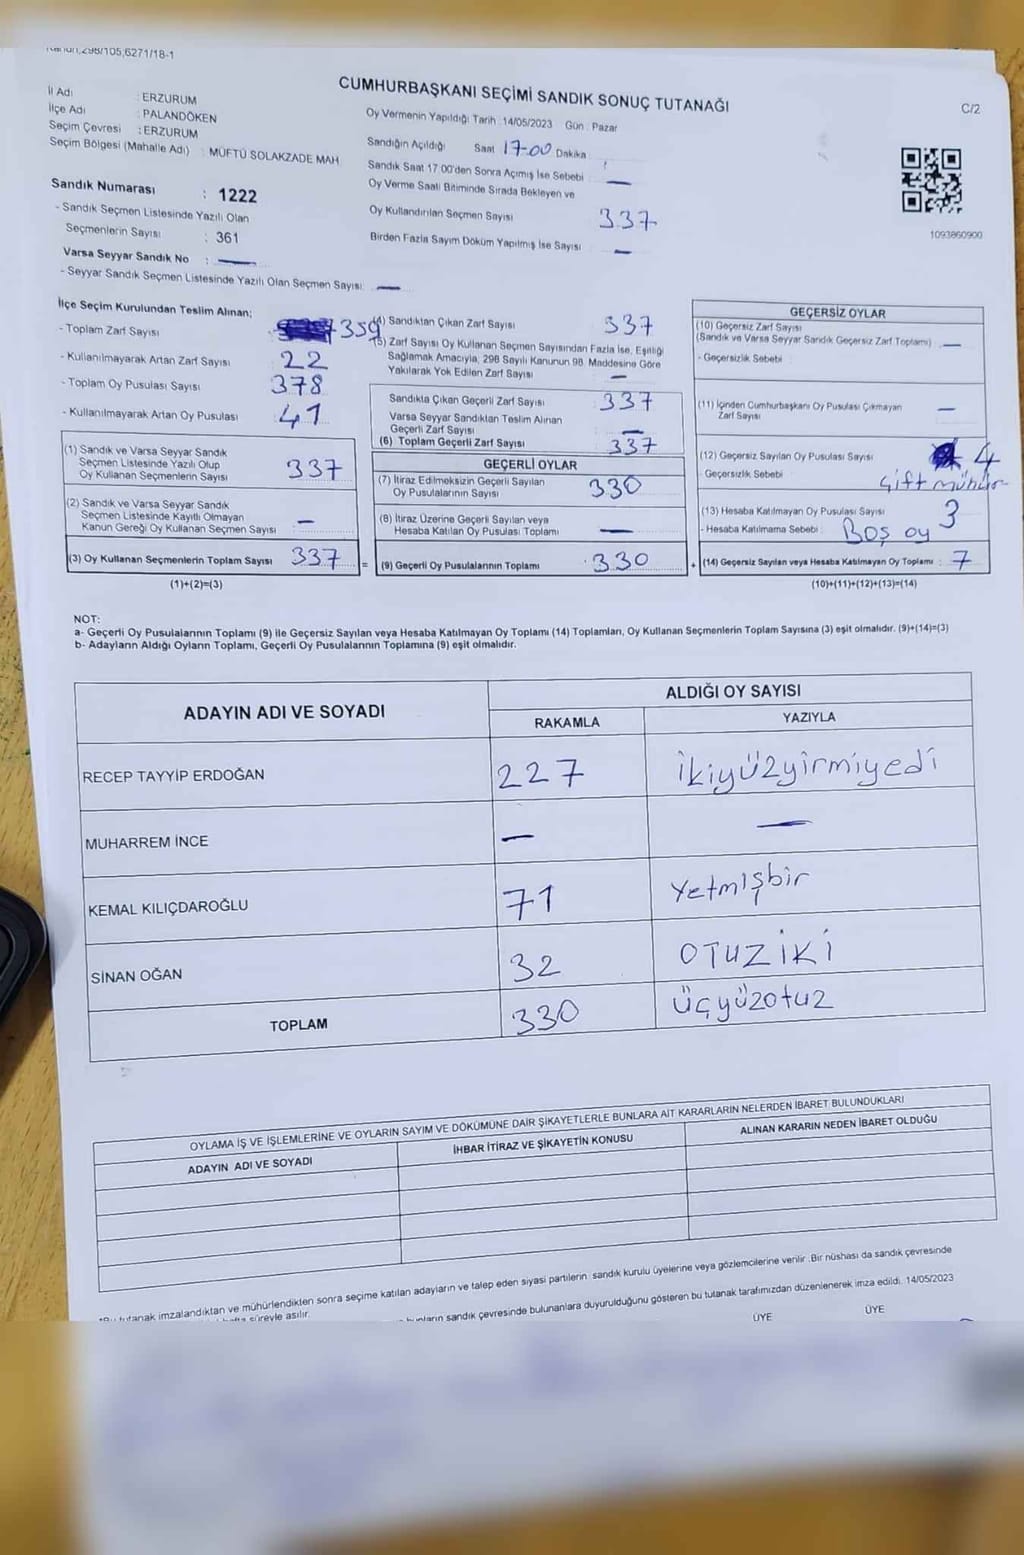 Kanun,298/105,6271/18-1
CUMHURBAŞKANI SEÇİMİ SANDIK SONUÇ TUTANAĞI
C/2
İl Adı : ERZURUM
İlçe Adı : PALANDÖKEN
Seçim Çevresi : ERZURUM
Seçim Bölgesi (Mahalle Adı) : MÜFTÜ SOLAKZADE MAH
Sandık Numarası : 1222
- Sandık Seçmen Listesinde Yazılı Olan
Seçmenlerin Sayısı : 361
Varsa Seyyar Sandık No : —
- Seyyar Sandık Seçmen Listesinde Yazılı Olan Seçmen Sayısı: —
Oy Vermenin Yapıldığı Tarih :14/05/2023 Gün : Pazar
Sandığın Açıldığı Saat 17-00 Dakika
Sandık Saat 17:00'den Sonra Açımış İse Sebebi : —
Oy Verme Saati Bitiminde Sırada Bekleyen ve
Oy Kullandırılan Seçmen Sayısı 337
Birden Fazla Sayım Döküm Yapılmış İse Sayısı —
1093860900
İlçe Seçim Kurulundan Teslim Alınan;
- Toplam Zarf Sayısı 359
- Kullanılmayarak Artan Zarf Sayısı : 22
- Toplam Oy Pusulası Sayısı : 378
- Kullanılmayarak Artan Oy Pusulası : 41
(1) Sandık ve Varsa Seyyar Sandık
Seçmen Listesinde Yazılı Olup
Oy Kullanan Seçmenlerin Sayısı : 337
(2) Sandık ve Varsa Seyyar Sandık
Seçmen Listesinde Kayıtlı Olmayan
Kanun Gereği Oy Kullanan Seçmen Sayısı : —
(3) Oy Kullanan Seçmenlerin Toplam Sayısı : 337 =
(1)+(2)=(3)
(4) Sandıktan Çıkan Zarf Sayısı 337
(5) Zarf Sayısı Oy Kullanan Seçmen Sayısından Fazla İse, Eşitliği
Sağlamak Amacıyla, 298 Sayılı Kanunun 98. Maddesine Göre
Yakılarak Yok Edilen Zarf Sayısı : —
Sandıkta Çıkan Geçerli Zarf Sayısı : 337
Varsa Seyyar Sandıktan Teslim Alınan
Geçerli Zarf Sayısı : —
(6) Toplam Geçerli Zarf Sayısı : 337
GEÇERLİ OYLAR
(7) İtiraz Edilmeksizin Geçerli Sayılan
Oy Pusulalarının Sayısı : 330
(8) İtiraz Üzerine Geçerli Sayılan veya
Hesaba Katılan Oy Pusulası Toplamı : —
(9) Geçerli Oy Pusulalarının Toplamı : 330 +
GEÇERSİZ OYLAR
(10) Geçersiz Zarf Sayısı
(Sandık ve Varsa Seyyar Sandık Geçersiz Zarf Toplamı) : —
- Geçersizlik Sebebi :
(11) İçinden Cumhurbaşkanı Oy Pusulası Çıkmayan
Zarf Sayısı : —
(12) Geçersiz Sayılan Oy Pusulası Sayısı 4
- Geçersizlik Sebebi : Çift mühür
(13) Hesaba Katılmayan Oy Pusulası Sayısı 3
- Hesaba Katılmama Sebebi : Boş oy
(14) Geçersiz Sayılan veya Hesaba Katılmayan Oy Toplamı : 7
(10)+(11)+(12)+(13)=(14)
NOT:
a- Geçerli Oy Pusulalarının Toplamı (9) ile Geçersiz Sayılan veya Hesaba Katılmayan Oy Toplamı (14) Toplamları, Oy Kullanan Seçmenlerin Toplam Sayısına (3) eşit olmalıdır. (9)+(14)=(3)
b- Adayların Aldığı Oyların Toplamı, Geçerli Oy Pusulalarının Toplamına (9) eşit olmalıdır.
ADAYIN ADI VE SOYADI
ALDIĞI OY SAYISI
RAKAMLA YAZIYLA
RECEP TAYYİP ERDOĞAN 227 ikiyüzyirmiyedi
MUHARREM İNCE — —
KEMAL KILIÇDAROĞLU 71 Yetmişbir
SİNAN OĞAN 32 OTUZİKİ
TOPLAM 330 üçyüzotuz
OYLAMA İŞ VE İŞLEMLERİNE VE OYLARIN SAYIM VE DÖKÜMÜNE DAİR ŞİKAYETLERLE BUNLARA AİT KARARLARIN NELERDEN İBARET BULUNDUKLARI
ADAYIN ADI VE SOYADI İHBAR İTİRAZ VE ŞİKAYETİN KONUSU ALINAN KARARIN NEDEN İBARET OLDUĞU
*Bu tutanak imzalandıktan ve mühürlendikten sonra seçime katılan adayların ve talep eden siyasi partilerin sandık kurulu üyelerine veya gözlemcilerine verilir. Bir nüshası da sandık çevresinde
süreyle asılır.
sandık çevresinde bulunanlara duyurulduğunu gösteren bu tutanak tarafımızdan düzenlenerek imza edildi. 14/05/2023
ÜYE ÜYE